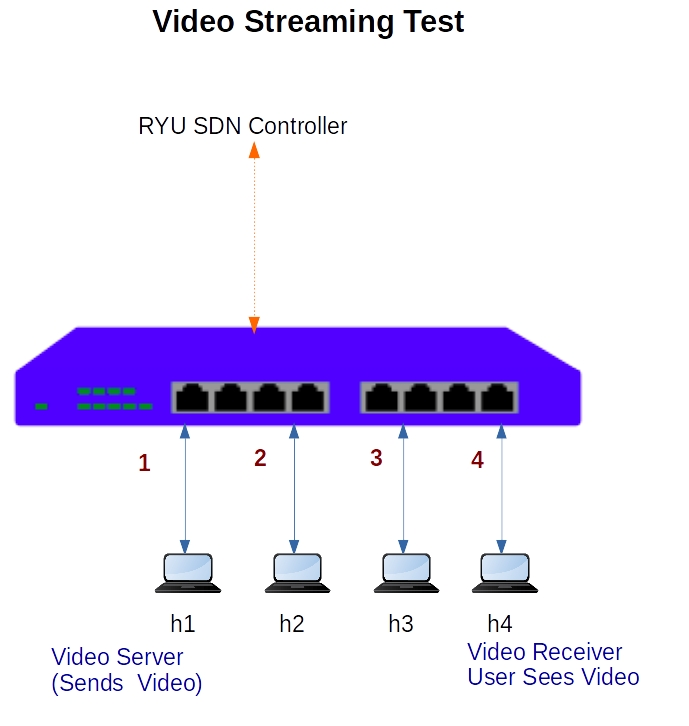 Video Streaming Test
RYU SDN Controller
1 2 3 4
h1 h2 h3 h4
Video Server
(Sends  Video)
Video Receiver
User Sees Video